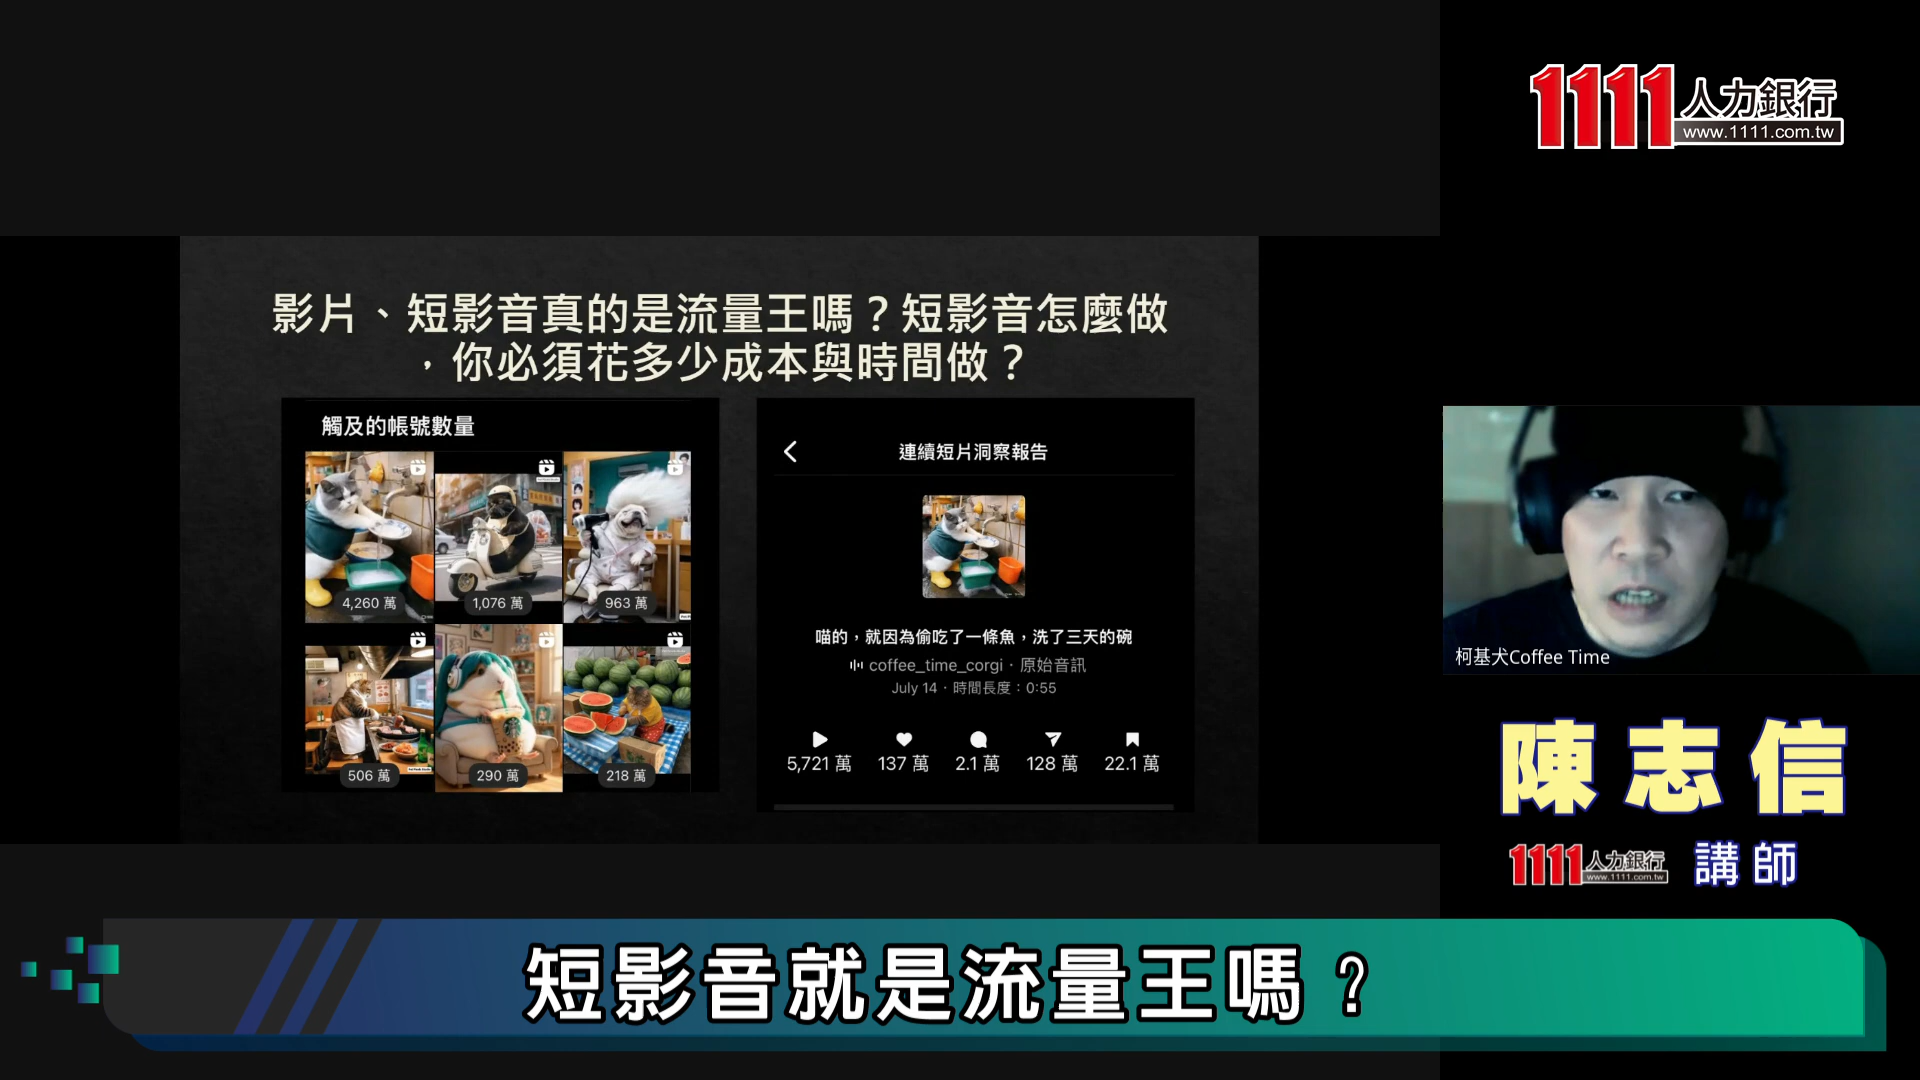 1111人力銀行
www.1111.com.tw
影片、短影音真的是流量王嗎？短影音怎麼做
，你必須花多少成本與時間做？
觸及的帳號數量
4,260 萬
1,076 萬
963 萬
506 萬
290 萬
218 萬
連續短片洞察報告
喵的，就因為偷吃了一條魚，洗了三天的碗
coffee_time_corgi · 原始音訊
July 14 · 時間長度：0:55
5,721 萬 137 萬 2.1 萬 128 萬 22.1 萬
柯基犬Coffee Time
陳志信
1111人力銀行 講師
www.1111.com.tw
短影音就是流量王嗎？